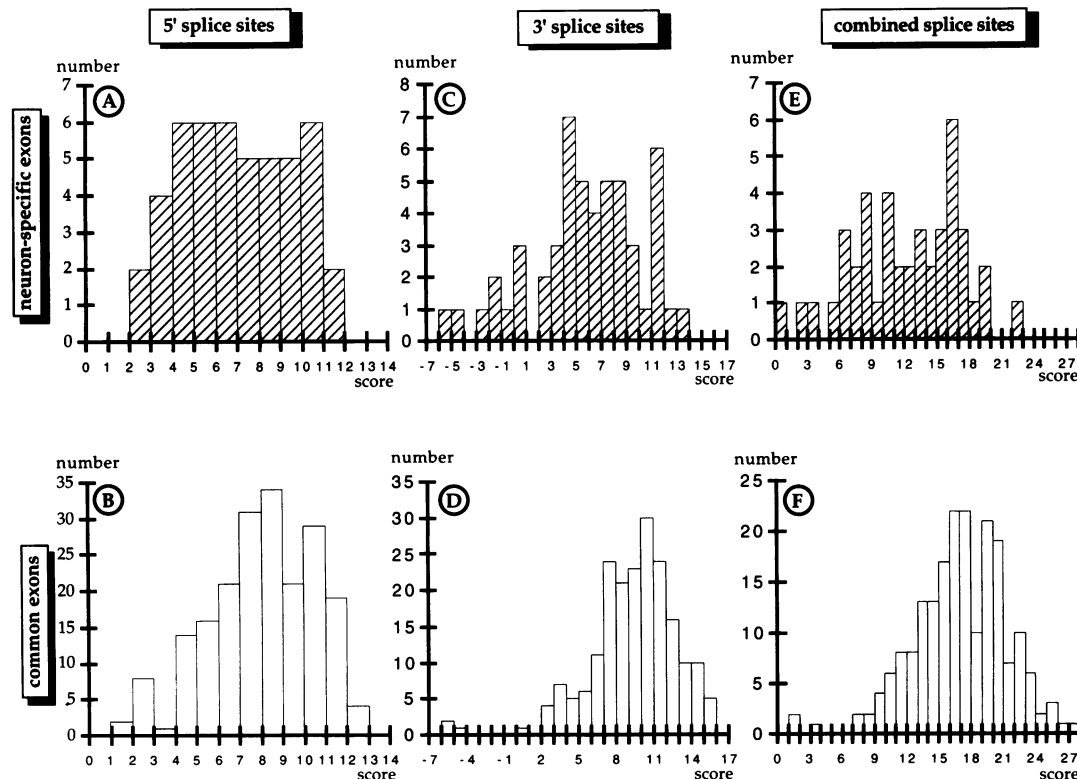 5' splice sites
3' splice sites
combined splice sites
neuron-specific exons
number
7
6
5
4
3
2
1
0
A
0 1 2 3 4 5 6 7 8 9 10 11 12 13 14
score
number
8
7
6
5
4
3
2
1
0
C
-7 -5 -3 -1 1 3 5 7 9 11 13 15 17
score
number
7
6
5
4
3
2
1
0
E
0 3 6 9 12 15 18 21 24 27
score
common exons
number
35
30
25
20
15
10
5
0
B
0 1 2 3 4 5 6 7 8 9 10 11 12 13 14
score
number
35
30
25
20
15
10
5
0
D
-7 -4 -1 2 5 8 11 14 17
score
number
25
20
15
10
5
0
F
0 3 6 9 12 15 18 21 24 27
score